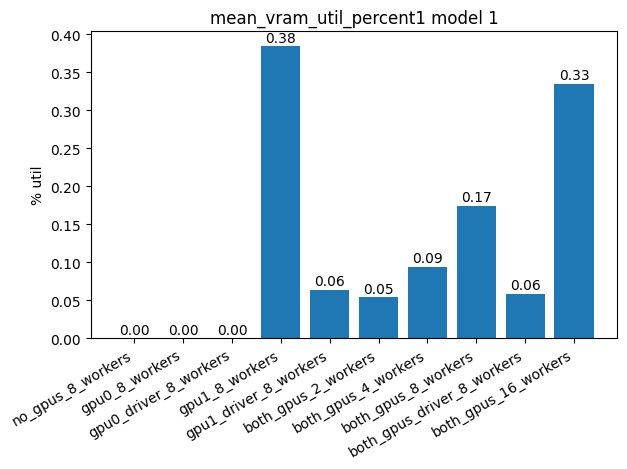 mean_vram_util_percent1 model 1
% util
0.40
0.35
0.30
0.25
0.20
0.15
0.10
0.05
0.00
0.00
0.00
0.00
0.38
0.06
0.05
0.09
0.17
0.06
0.33
no_gpus_8_workers
gpu0_8_workers
gpu0_driver_8_workers
gpu1_8_workers
gpu1_driver_8_workers
both_gpus_2_workers
both_gpus_4_workers
both_gpus_8_workers
both_gpus_driver_8_workers
both_gpus_16_workers